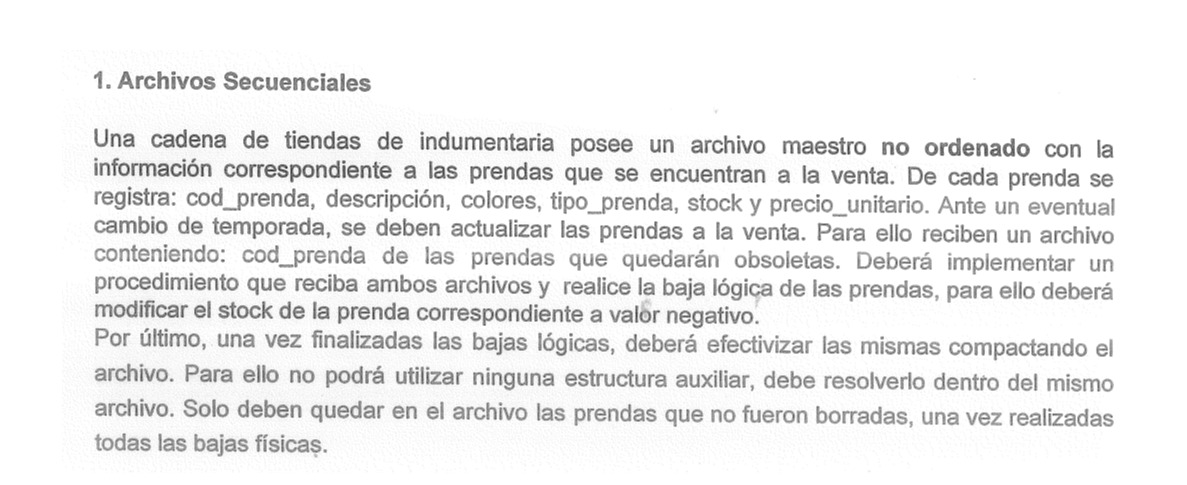 1. Archivos Secuenciales
Una cadena de tiendas de indumentaria posee un archivo maestro no ordenado con la
información correspondiente a las prendas que se encuentran a la venta. De cada prenda se
registra: cod_prenda, descripción, colores, tipo_prenda, stock y precio_unitario. Ante un eventual
cambio de temporada, se deben actualizar las prendas a la venta. Para ello reciben un archivo
conteniendo: cod_prenda de las prendas que quedarán obsoletas. Deberá implementar un
procedimiento que reciba ambos archivos y realice la baja lógica de las prendas, para ello deberá
modificar el stock de la prenda correspondiente a valor negativo.
Por último, una vez finalizadas las bajas lógicas, deberá efectivizar las mismas compactando el
archivo. Para ello no podrá utilizar ninguna estructura auxiliar, debe resolverlo dentro del mismo
archivo. Solo deben quedar en el archivo las prendas que no fueron borradas, una vez realizadas
todas las bajas físicas.